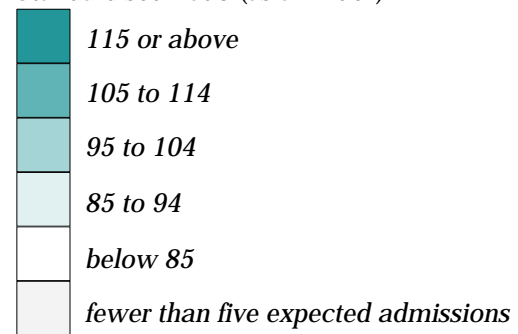 115 or above
105 to 114
95 to 104
85 to 94
below 85
fewer than five expected admissions